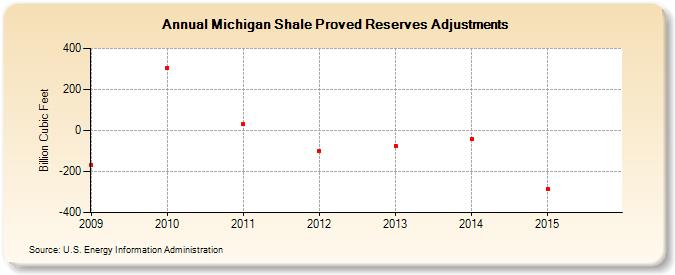 Annual Michigan Shale Proved Reserves Adjustments
Billion Cubic Feet
400
200
0
-200
-400
2009 2010 2011 2012 2013 2014 2015
Source: U.S. Energy Information Administration